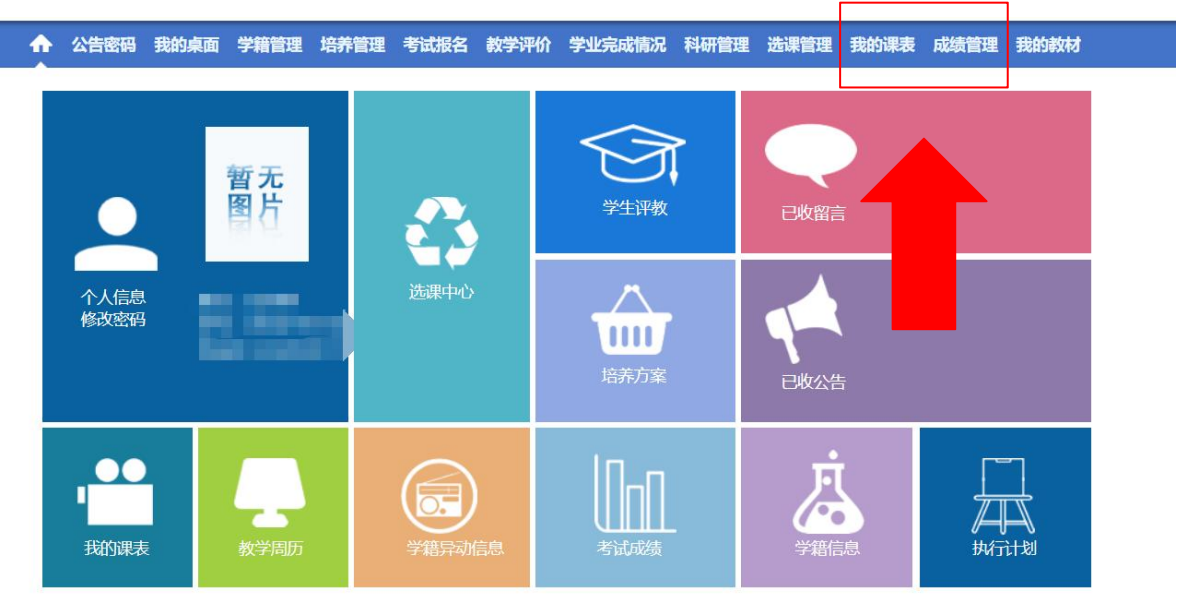 公告密码 我的桌面 学籍管理 培养管理 考试报名 教学评价 学业完成情况 科研管理 选课管理 我的课表 成绩管理 我的教材
暂无
图片
个人信息
修改密码
选课中心
学生评教
已收留言
培养方案
已收公告
我的课表
教学周历
学籍异动信息
考试成绩
学籍信息
执行计划